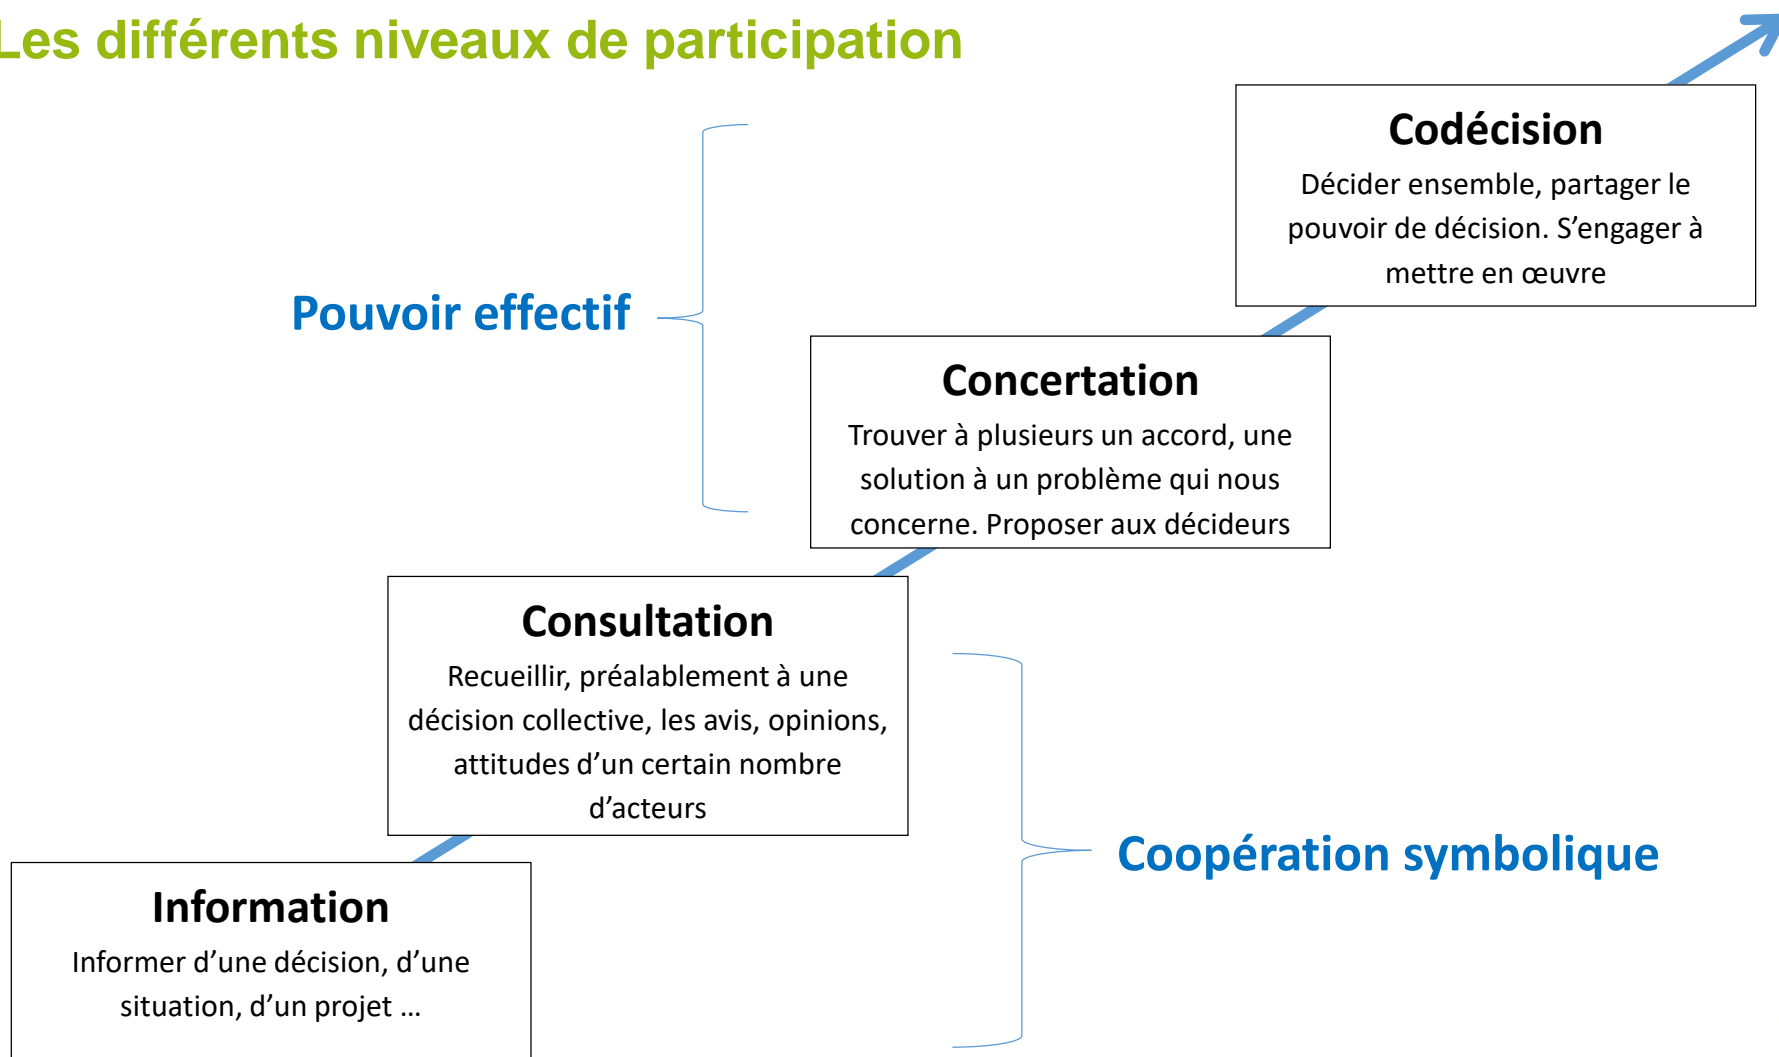 Les différents niveaux de participation
Codécision
Décider ensemble, partager le
pouvoir de décision. S’engager à
mettre en œuvre
Pouvoir effectif
Concertation
Trouver à plusieurs un accord, une
solution à un problème qui nous
concerne. Proposer aux décideurs
Consultation
Recueillir, préalablement à une
décision collective, les avis, opinions,
attitudes d’un certain nombre
d’acteurs
Coopération symbolique
Information
Informer d’une décision, d’une
situation, d’un projet …